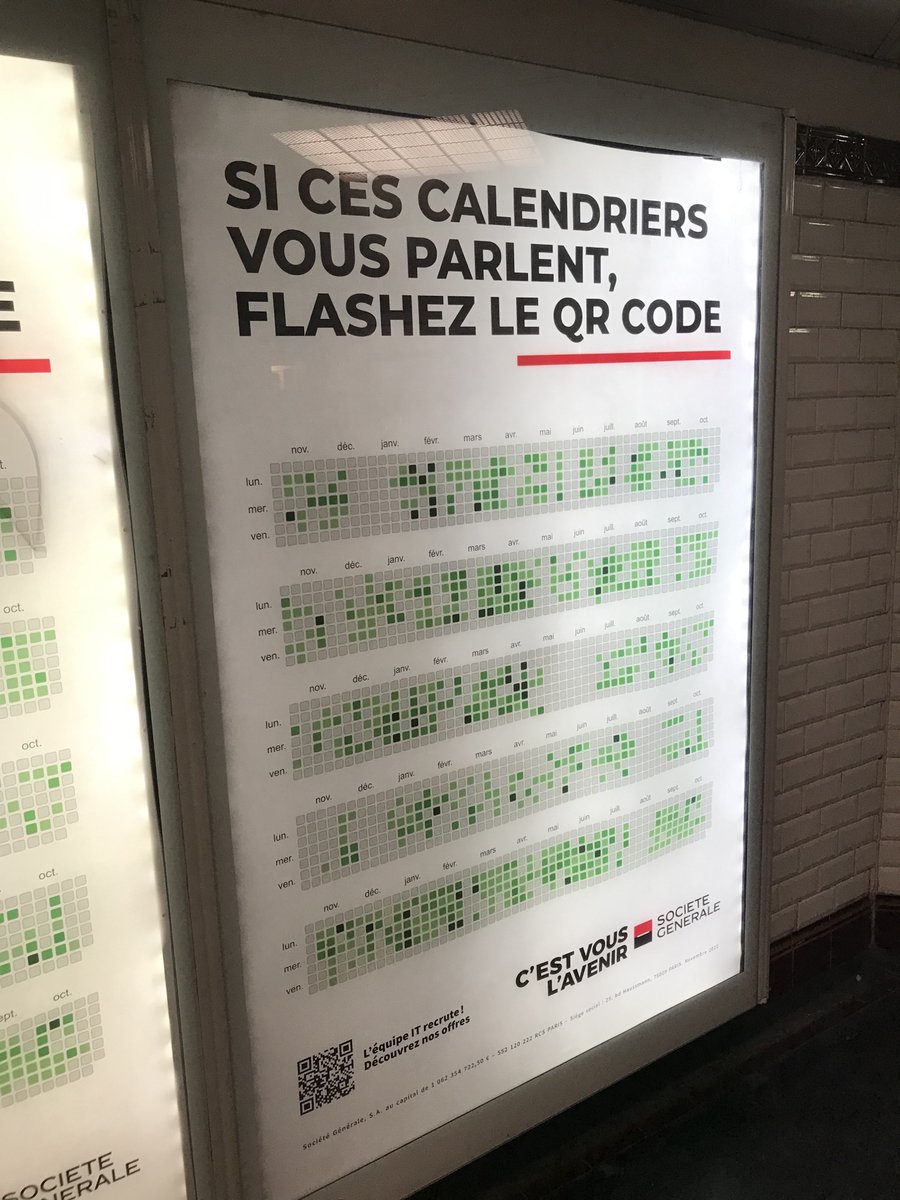 SI CES CALENDRIERS
VOUS PARLENT,
FLASHEZ LE QR CODE
nov. déc. janv. févr. mars avr. mai juin juill. août sept. oct.
lun.
mer.
ven.
nov. déc. janv. févr. mars avr. mai juin juill. août sept. oct.
lun.
mer.
ven.
nov. déc. janv. févr. mars avr. mai juin juill. août sept. oct.
lun.
mer.
ven.
nov. déc. janv. févr. mars avr. mai juin juill. août sept. oct.
lun.
mer.
ven.
nov. déc. janv. févr. mars avr. mai juin juill. août sept. oct.
lun.
mer.
ven.
C'EST VOUS
L'AVENIR
SOCIETE
GENERALE
L'équipe IT recrute !
Découvrez nos offres
Société Générale, S.A. au capital de 1 062 354 722,50 € – 552 120 222 RCS PARIS – Siège social : 29, bd Haussmann, 75009 PARIS. Novembre
E
t.
oct.
oct.
oct.
sept. oct.
SOCIETE
GENERALE